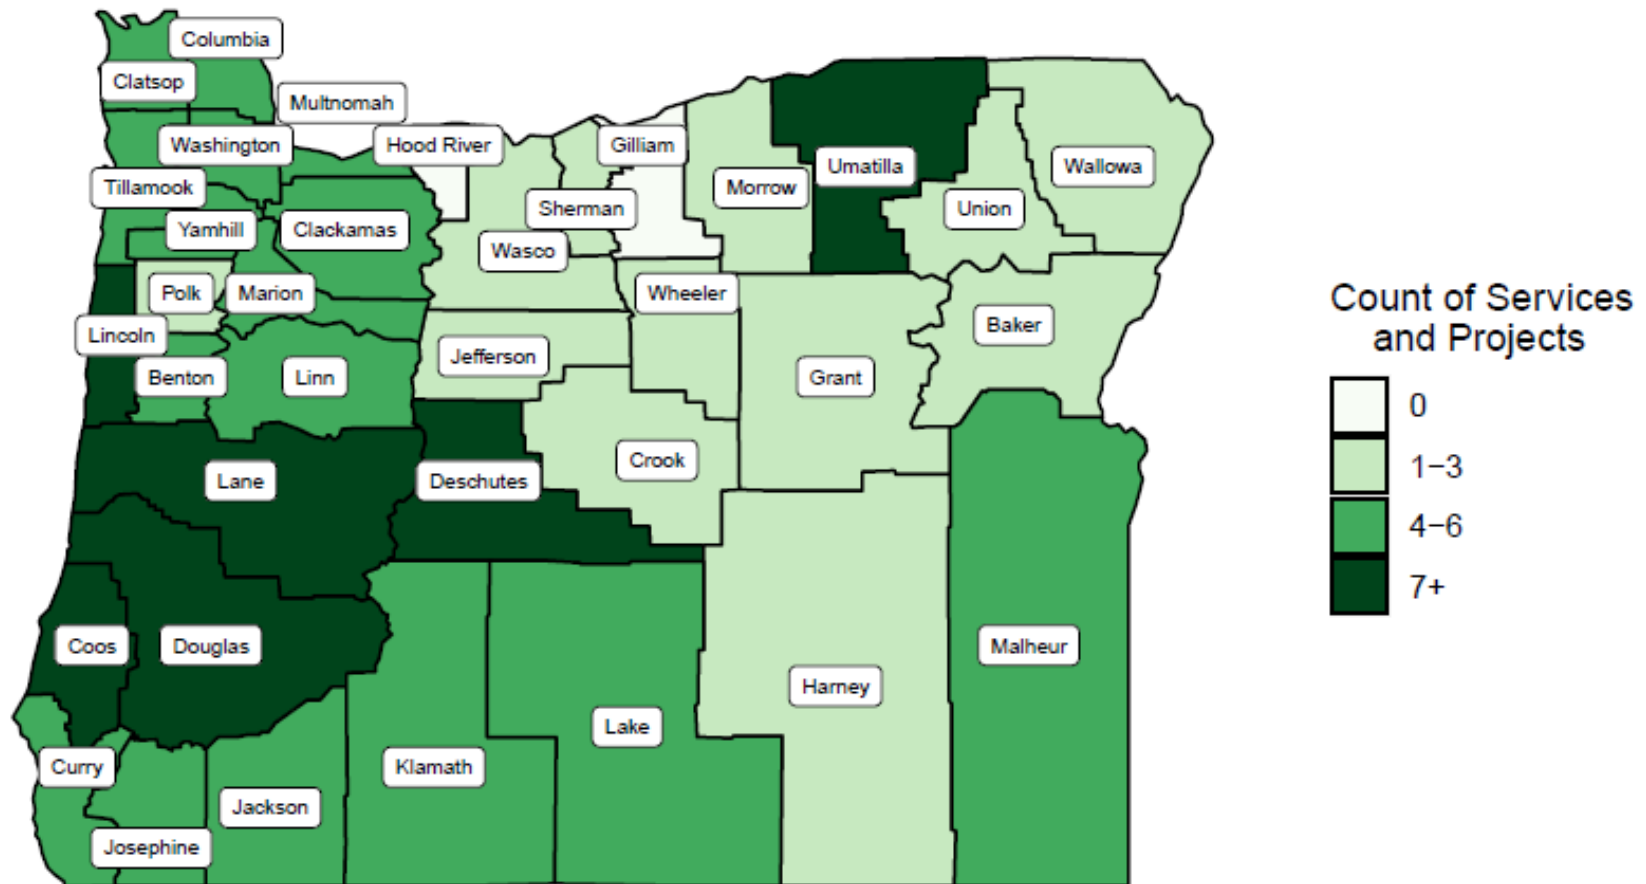 Columbia
Clatsop
Multnomah
Washington
Hood River
Gilliam
Umatilla
Wallowa
Tillamook
Morrow
Sherman
Union
Yamhill
Clackamas
Wasco
Polk
Marion
Wheeler
Lincoln
Baker
Jefferson
Benton
Linn
Grant
Crook
Lane
Deschutes
Coos
Douglas
Malheur
Harney
Lake
Curry
Klamath
Jackson
Josephine
Count of Services
and Projects
0
1–3
4–6
7+